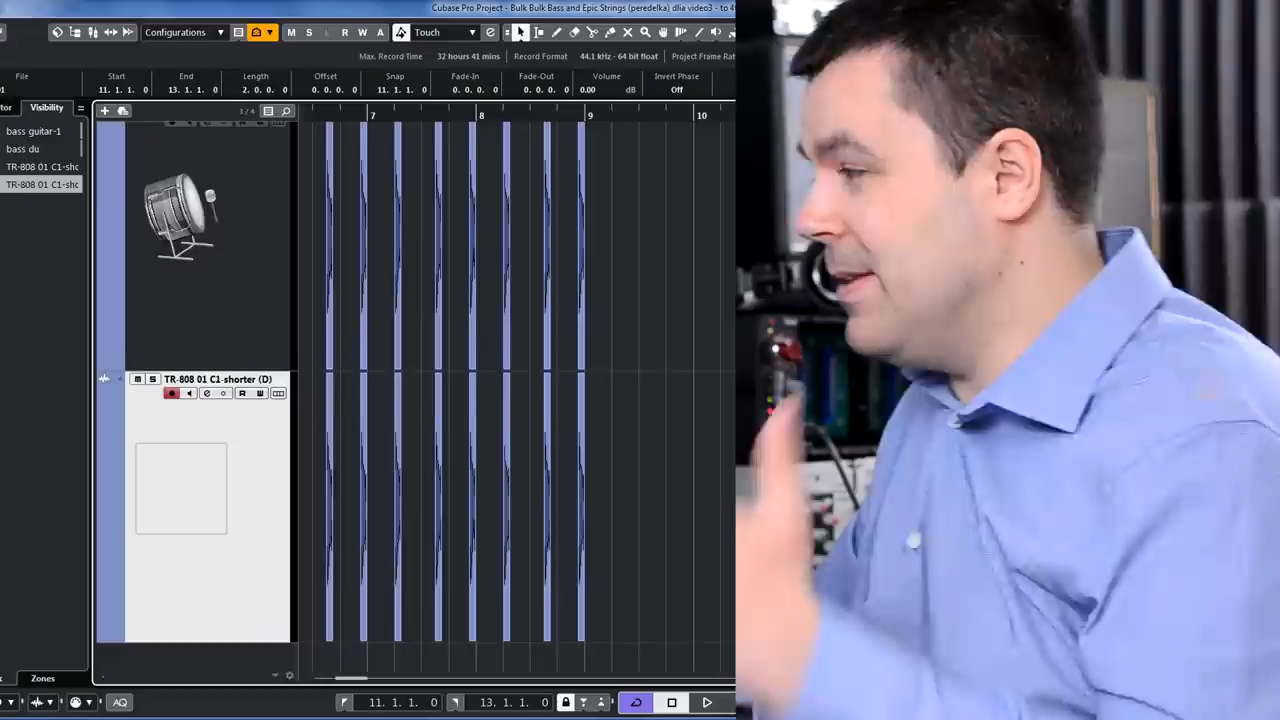 Cubase Pro Project - Bulk Bulk Bass and Epic Strings (peredelka) dlia video3 - to 4
Configurations
M S L R W A
Touch
Max. Record Time 32 hours 41 mins Record Format 44.1 kHz - 64 bit float Project Frame Rat
File Start End Length Offset Snap Fade-In Fade-Out Volume Invert Phase
11. 1. 1. 0 13. 1. 1. 0 2. 0. 0. 0 0. 0. 0. 0 11. 1. 1. 0 0. 0. 0. 0 0. 0. 0. 0 0.00 dB Off
tor Visibility
3 / 4
7 8 9 10
bass guitar-1
bass du
TR-808 01 C1-shc
TR-808 01 C1-shc
4 m S TR-808 01 C1-shorter (D)
e R W
Zones
AQ
11. 1. 1. 0 13. 1. 1. 0